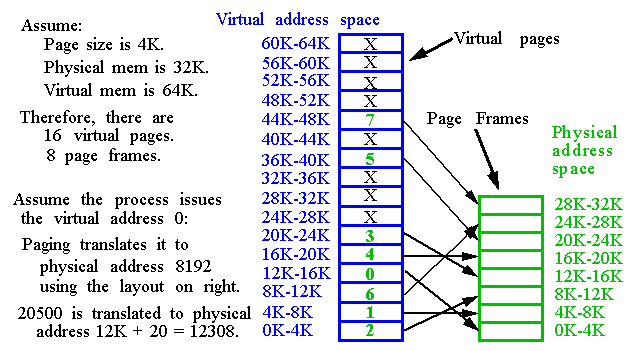 Assume:
Page size is 4K.
Physical mem is 32K.
Virtual mem is 64K.
Therefore, there are
16 virtual pages.
8 page frames.
Assume the process issues
the virtual address 0:
Paging translates it to
physical address 8192
using the layout on right.
20500 is translated to physical
address 12K + 20 = 12308.
Virtual address space
60K-64K X
56K-60K X
52K-56K X
48K-52K X
44K-48K 7
40K-44K X
36K-40K 5
32K-36K X
28K-32K X
24K-28K X
20K-24K 3
16K-20K 4
12K-16K 0
8K-12K 6
4K-8K 1
0K-4K 2
Virtual pages
Page Frames
Physical
address
space
28K-32K
24K-28K
20K-24K
16K-20K
12K-16K
8K-12K
4K-8K
0K-4K